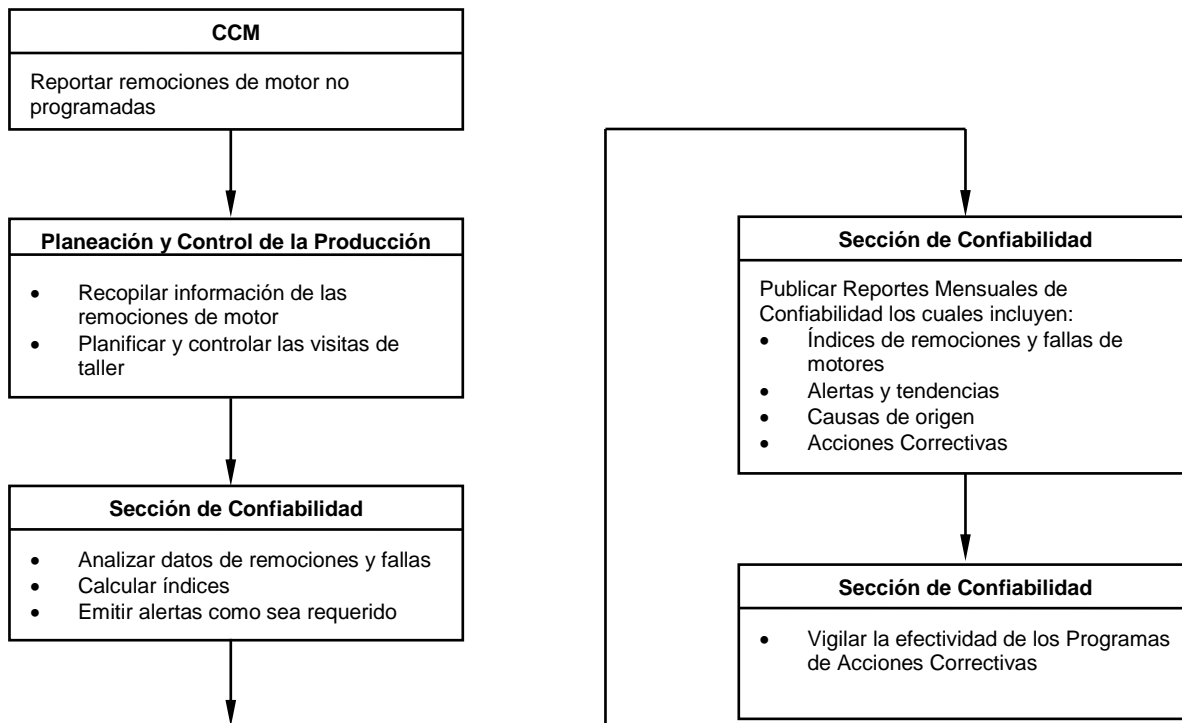 CCM
Reportar remociones de motor no
programadas
Planeación y Control de la Producción
• Recopilar información de las
remociones de motor
• Planificar y controlar las visitas de
taller
Sección de Confiabilidad
• Analizar datos de remociones y fallas
• Calcular índices
• Emitir alertas como sea requerido
Sección de Confiabilidad
Publicar Reportes Mensuales de
Confiabilidad los cuales incluyen:
• Índices de remociones y fallas de
motores
• Alertas y tendencias
• Causas de origen
• Acciones Correctivas
Sección de Confiabilidad
• Vigilar la efectividad de los Programas
de Acciones Correctivas